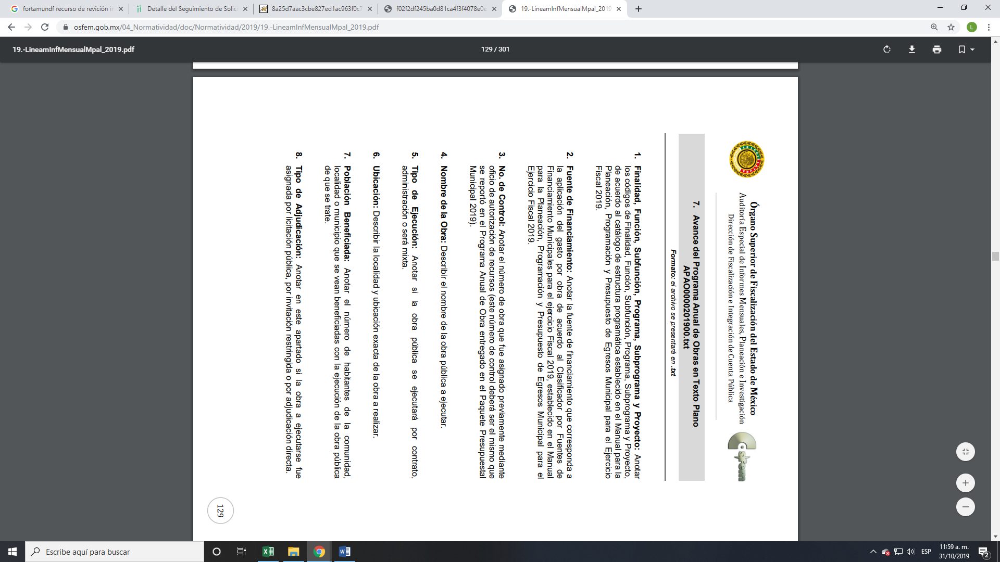 fortamundf recurso de revición in
Detalle del Seguimiento de Solici
8a25d7aac3cbe827ed1ac963f0c7
f02f2df245ba0d81ca4f3f4078e0e
19.-LineamInfMensualMpal_2019
osfem.gob.mx/04_Normatividad/doc/Normatividad/2019/19.-LineamInfMensualMpal_2019.pdf
L
19.-LineamInfMensualMpal_2019.pdf
129 / 301
Órgano Superior de Fiscalización del Estado de México
Auditoría Especial de Informes Mensuales, Planeación e Investigación
Dirección de Fiscalización e Integración de Cuenta Pública
osfem
7. Avance del Programa Anual de Obras en Texto Plano
APAO0000201900.txt
Formato: el archivo se presentará en .txt
1. Finalidad, Función, Subfunción, Programa, Subprograma y Proyecto: Anotar
los códigos de Finalidad, Función, Subfunción, Programa, Subprograma y Proyecto,
de acuerdo al catálogo de estructura programática establecido en el Manual para la
Planeación, Programación y Presupuesto de Egresos Municipal para el Ejercicio
Fiscal 2019.
2. Fuente de Financiamiento: Anotar la fuente de financiamiento que corresponda a
la aplicación del gasto por obra de acuerdo al Clasificador por Fuentes de
Financiamiento Municipales para el ejercicio Fiscal 2019, establecido en el Manual
para la Planeación, Programación y Presupuesto de Egresos Municipal para el
Ejercicio Fiscal 2019.
3. No. de Control: Anotar el número de obra que fue asignado previamente mediante
oficio de autorización de recursos (este número de control deberá ser el mismo que
se reportó en el Programa Anual de Obra entregado en el Paquete Presupuestal
Municipal 2019).
4. Nombre de la Obra: Describir el nombre de la obra pública a ejecutar.
5. Tipo de Ejecución: Anotar si la obra pública se ejecutará por contrato,
administración o será mixta.
6. Ubicación: Describir la localidad y ubicación exacta de la obra a realizar.
7. Población Beneficiada: Anotar el número de habitantes de la comunidad,
localidad o municipio que se vean beneficiadas con la ejecución de la obra pública
de que se trate.
8. Tipo de Adjudicación: Anotar en este apartado si la obra a ejecutarse fue
asignada por licitación pública, por invitación restringida o por adjudicación directa.
129
Escribe aquí para buscar
ESP
11:59 a. m.
31/10/2019
2